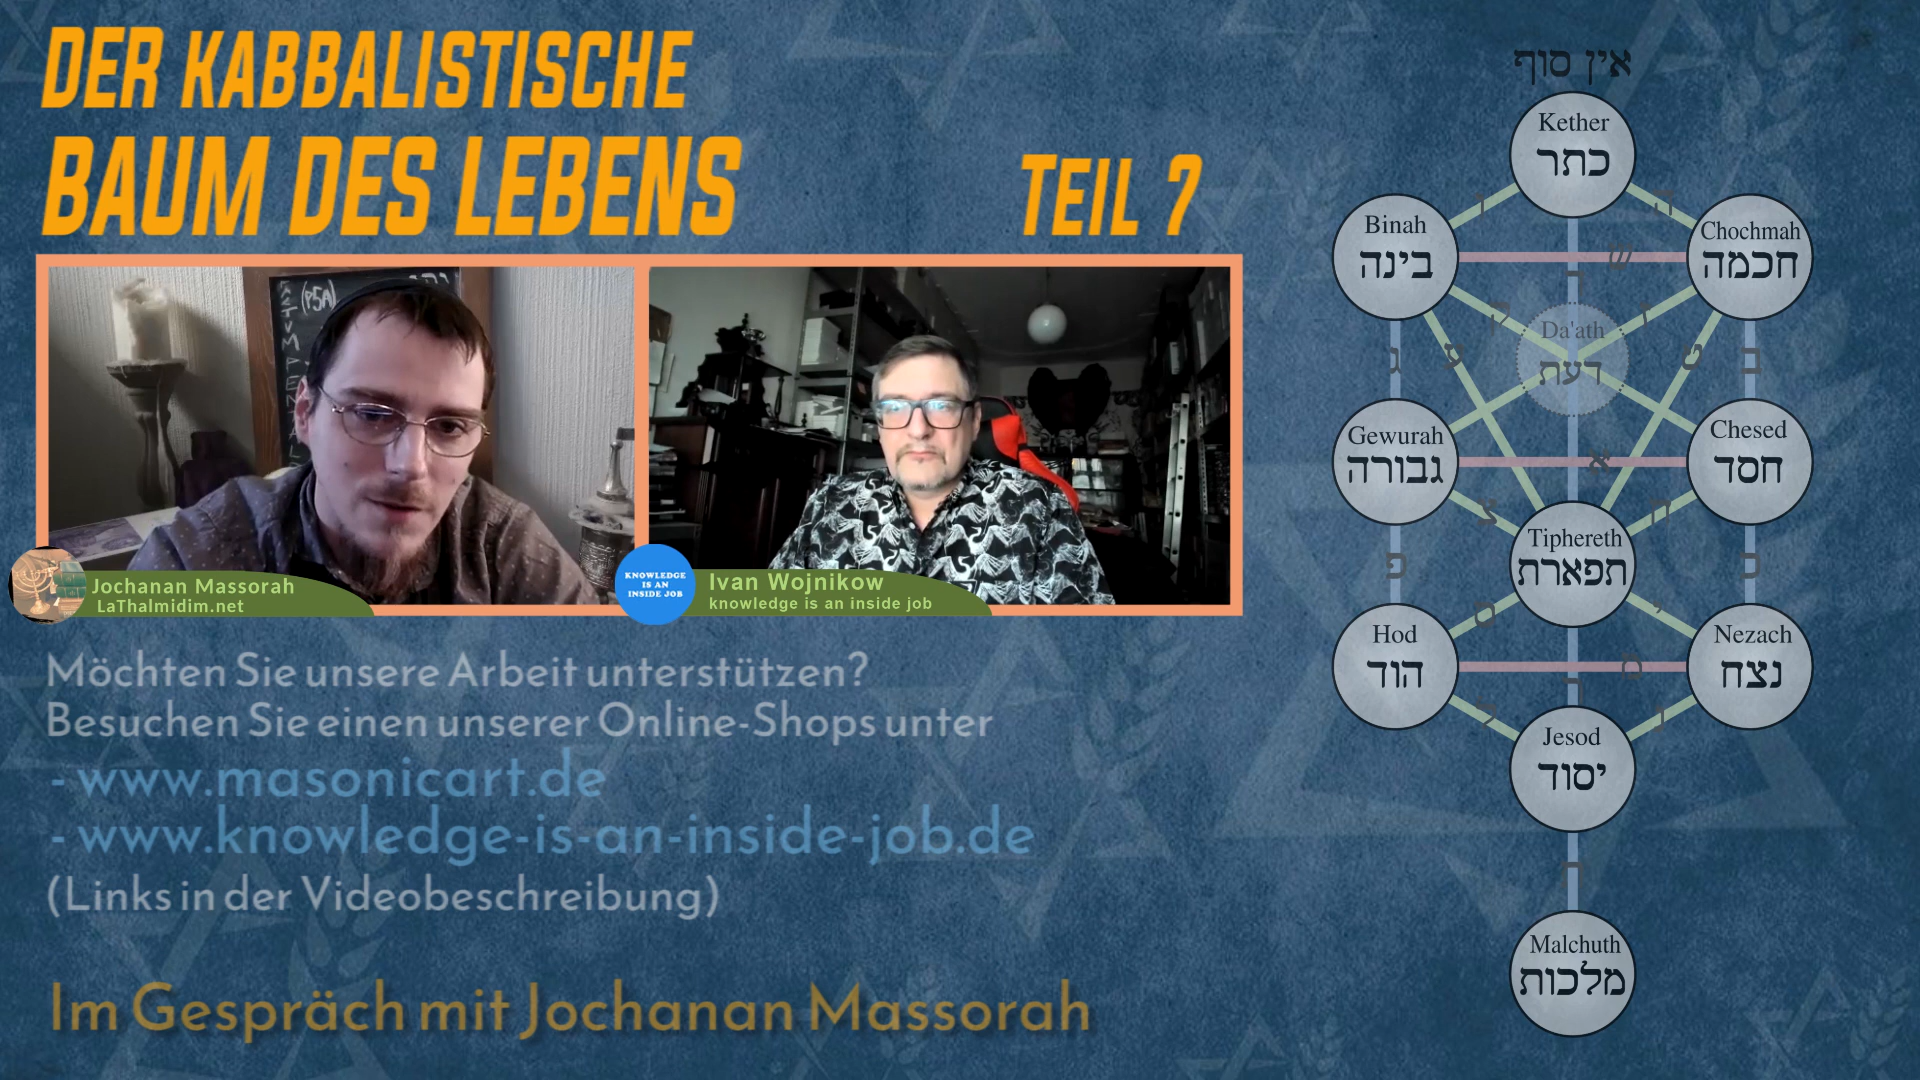 DER KABBALISTISCHE
BAUM DES LEBENS
TEIL 7
(P5A)
Jochanan Massorah
LaThalmidim.net
KNOWLEDGE
IS AN
INSIDE JOB
Ivan Wojnikow
knowledge is an inside job
Möchten Sie unsere Arbeit unterstützen?
Besuchen Sie einen unserer Online-Shops unter
- www.masonicart.de
- www.knowledge-is-an-inside-job.de
(Links in der Videobeschreibung)
Im Gespräch mit Jochanan Massorah
אין סוף
Kether
כתר
ו
ה
Binah
בינה
Chochmah
חכמה
ש
Da'ath
דעת
ג
ע
ט
ב
Gewurah
גבורה
Chesed
חסד
א
צ
ח
Tiphereth
תפארת
פ
כ
Hod
הוד
Nezach
נצח
י
Jesod
יסוד
ת
Malchuth
מלכות